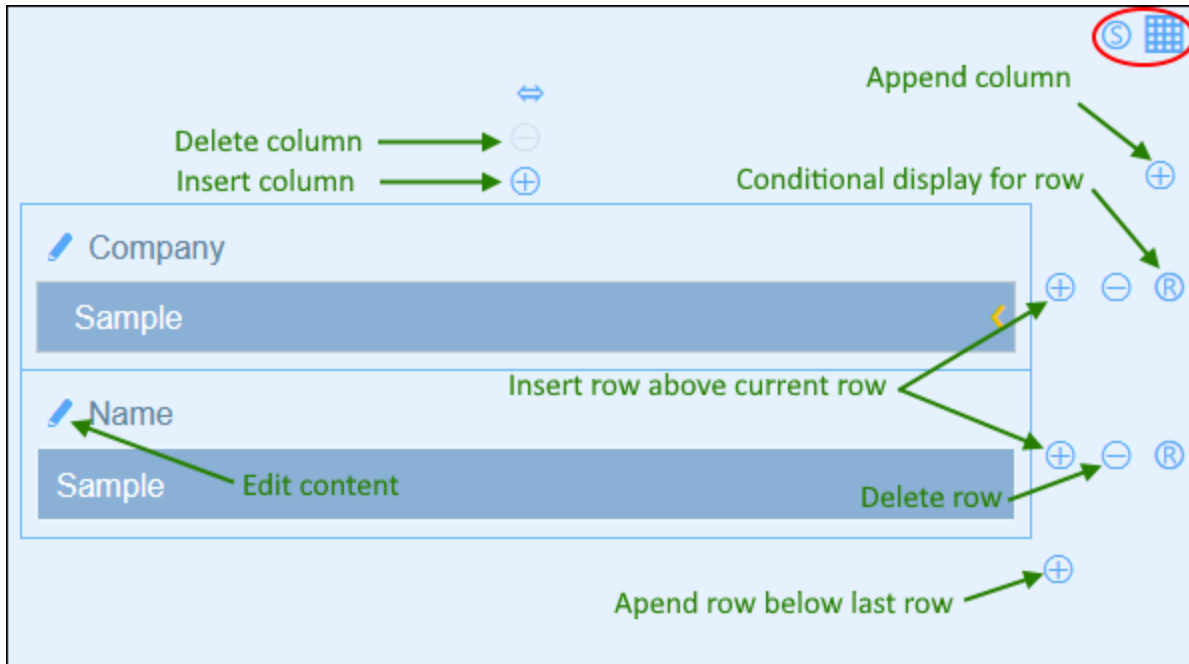 S
Append column
Delete column
Insert column
Conditional display for row
Company
Sample
R
Insert row above current row
Name
Sample
Edit content
R
Delete row
Apend row below last row